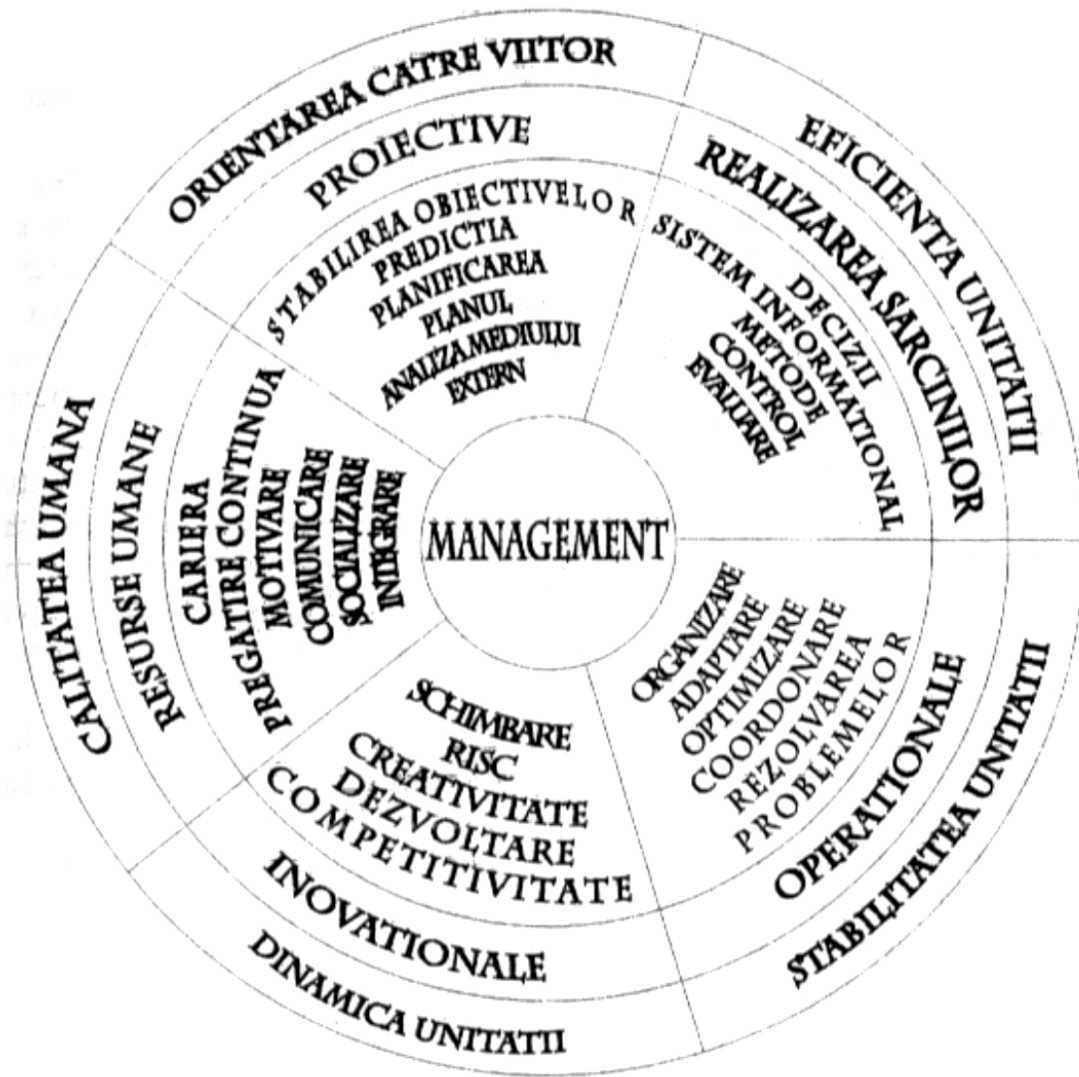 ORIENTAREA CATRE VIITOR
PROIECTIVE
STABILIREA OBIECTIVELOR
PREDICTIA
PLANIFICAREA
PLANUL
ANALIZA MEDIULUI
EXTERN
EFICIENTA UNITATII
REALIZAREA SARCINILOR
DECIZII
SISTEM INFORMATIONAL
METODE
CONTROL
EVALUARE
MANAGEMENT
CALITATEA UMANA
RESURSE UMANE
CARIERA
PREGATIRE CONTINUA
MOTIVARE
COMUNICARE
SOCIALIZARE
INTEGRARE
ORGANIZARE
ADAPTARE
OPTIMIZARE
COORDONARE
REZOLVAREA
PROBLEMELOR
OPERATIONALE
STABILITATEA UNITATII
SCHIMBARE
RISC
CREATIVITATE
DEZVOLTARE
COMPETITIVITATE
INOVATIONALE
DINAMICA UNITATII